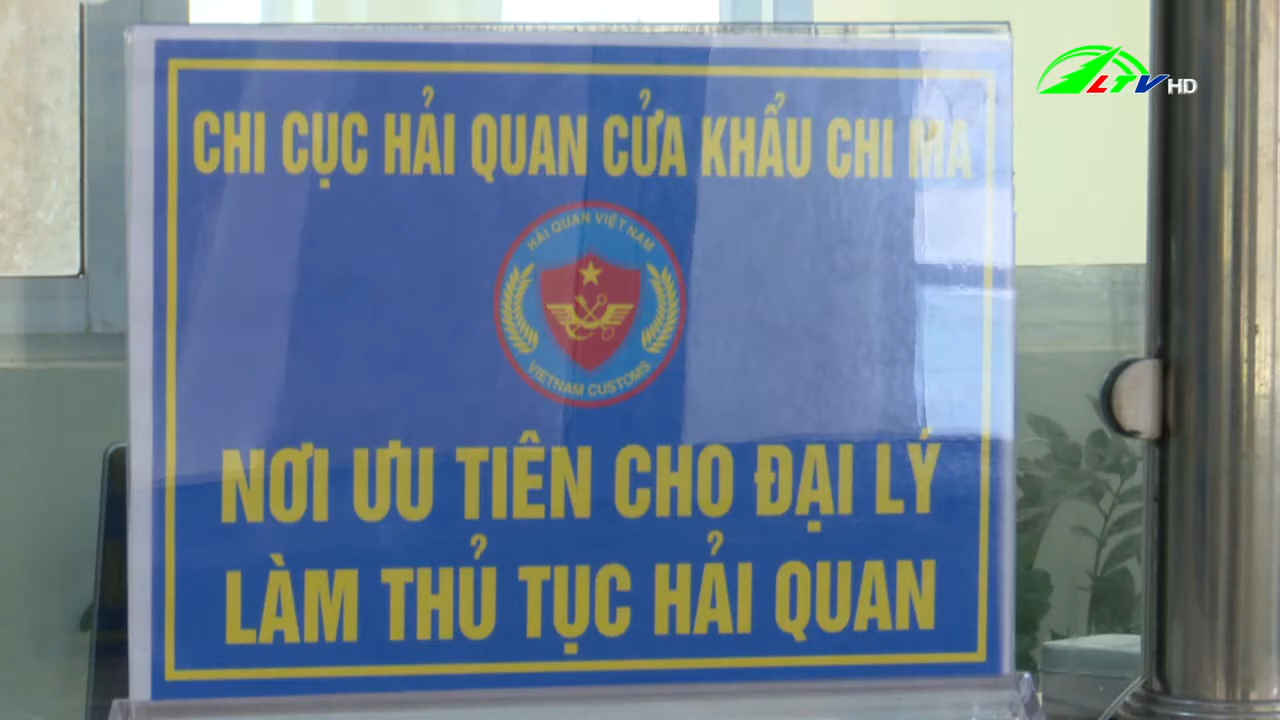 LTV HD
CHI CỤC HẢI QUAN CỬA KHẨU CHI MA
HẢI QUAN VIỆT NAM
VIETNAM CUSTOMS
NƠI ƯU TIÊN CHO ĐẠI LÝ
LÀM THỦ TỤC HẢI QUAN